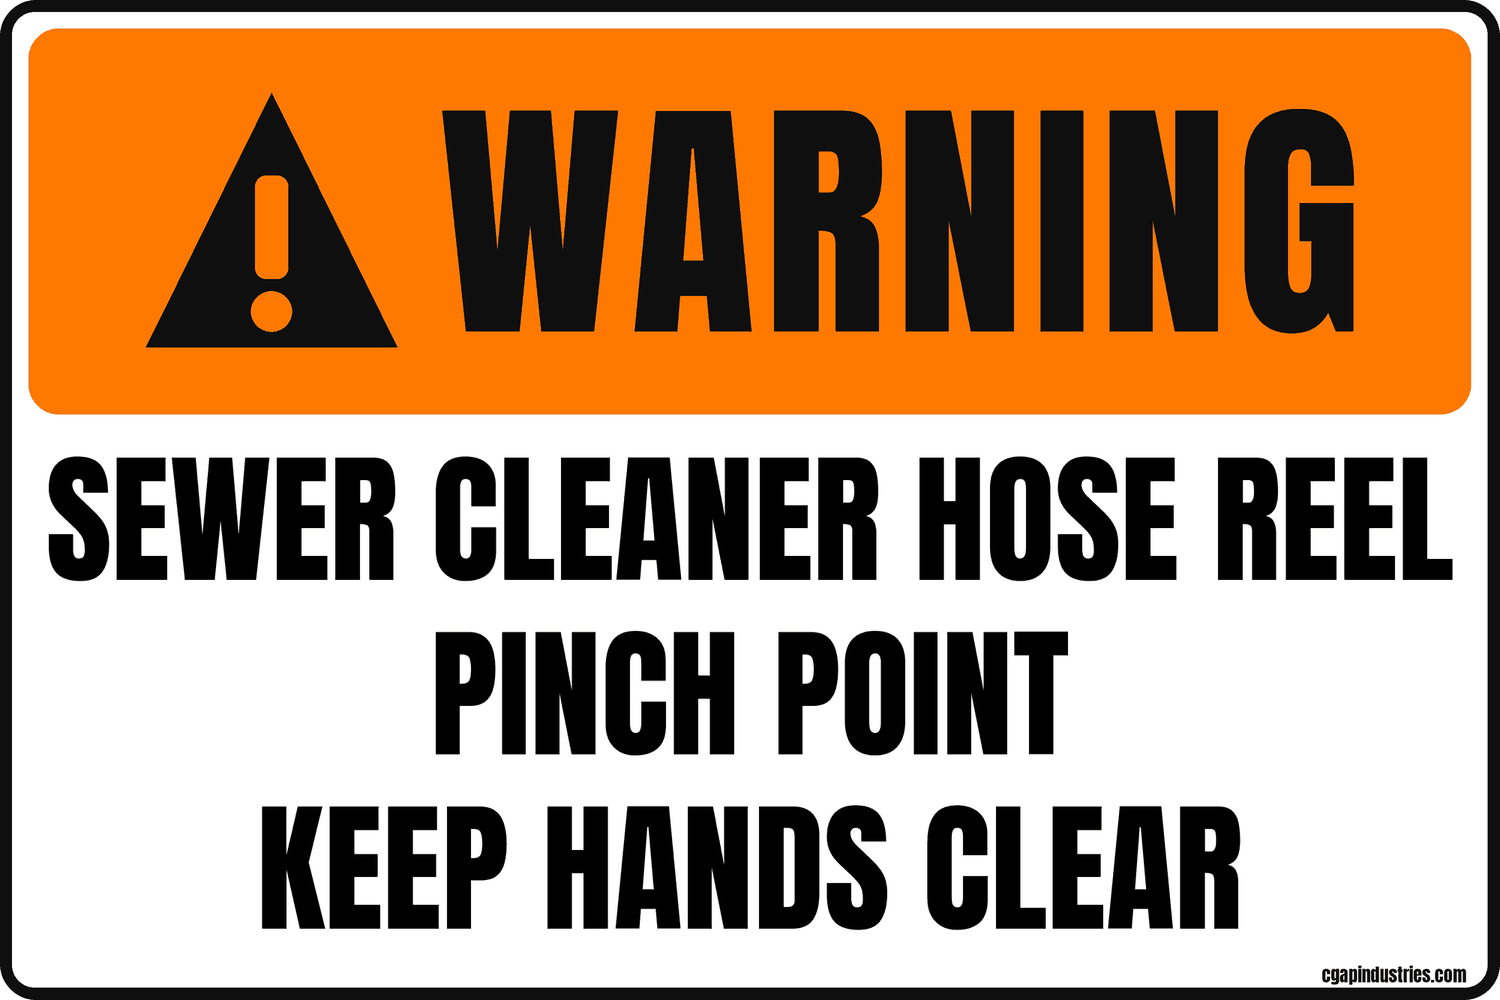 WARNING
SEWER CLEANER HOSE REEL
PINCH POINT
KEEP HANDS CLEAR
cgapindustries.com